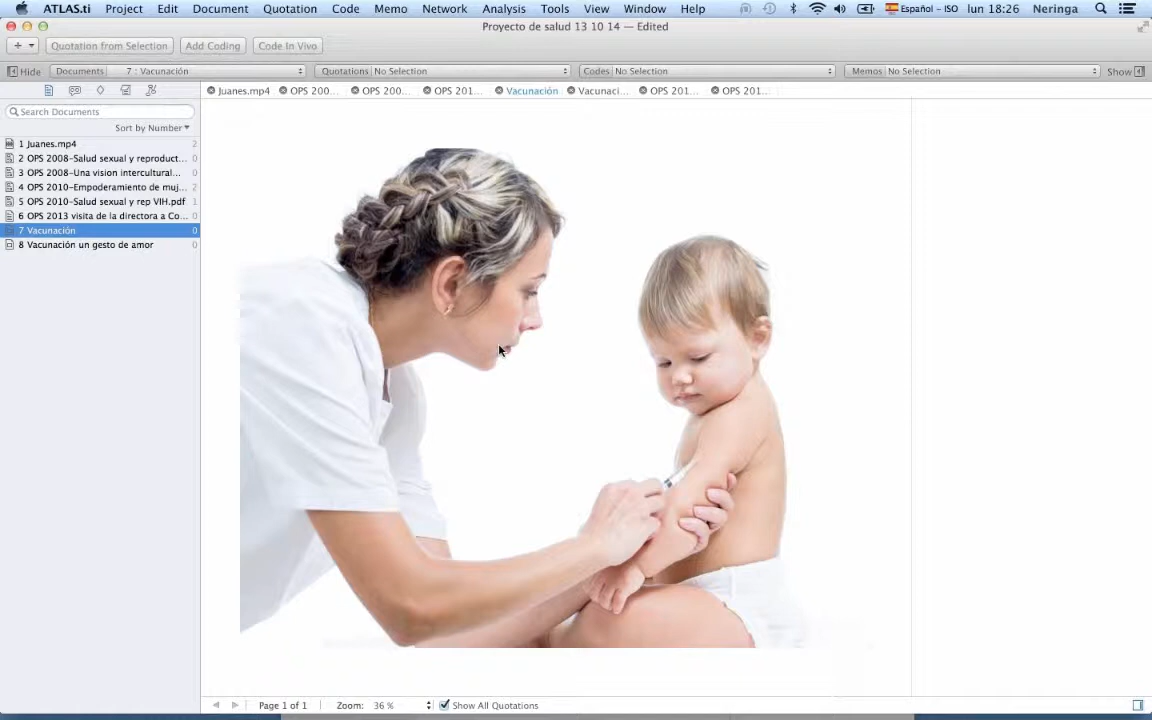 ATLAS.ti Project Edit Document Quotation Code Memo Network Analysis Tools View Window Help Español - ISO lun 18:26 Neringa
Proyecto de salud 13 10 14 — Edited
+ Quotation from Selection Add Coding Code In Vivo
Hide Documents 7 : Vacunación Quotations No Selection Codes No Selection Memos No Selection Show
Juanes.mp4 OPS 200... OPS 200... OPS 201... Vacunación Vacunaci... OPS 201... OPS 201...
Search Documents
Sort by Number
1 Juanes.mp4 2
2 OPS 2008-Salud sexual y reproduct... 0
3 OPS 2008-Una vision intercultural... 0
4 OPS 2010-Empoderamiento de muj... 2
5 OPS 2010-Salud sexual y rep VIH.pdf 1
6 OPS 2013 visita de la directora a Co... 0
7 Vacunación 0
8 Vacunación un gesto de amor 0
Page 1 of 1 Zoom: 36 % Show All Quotations